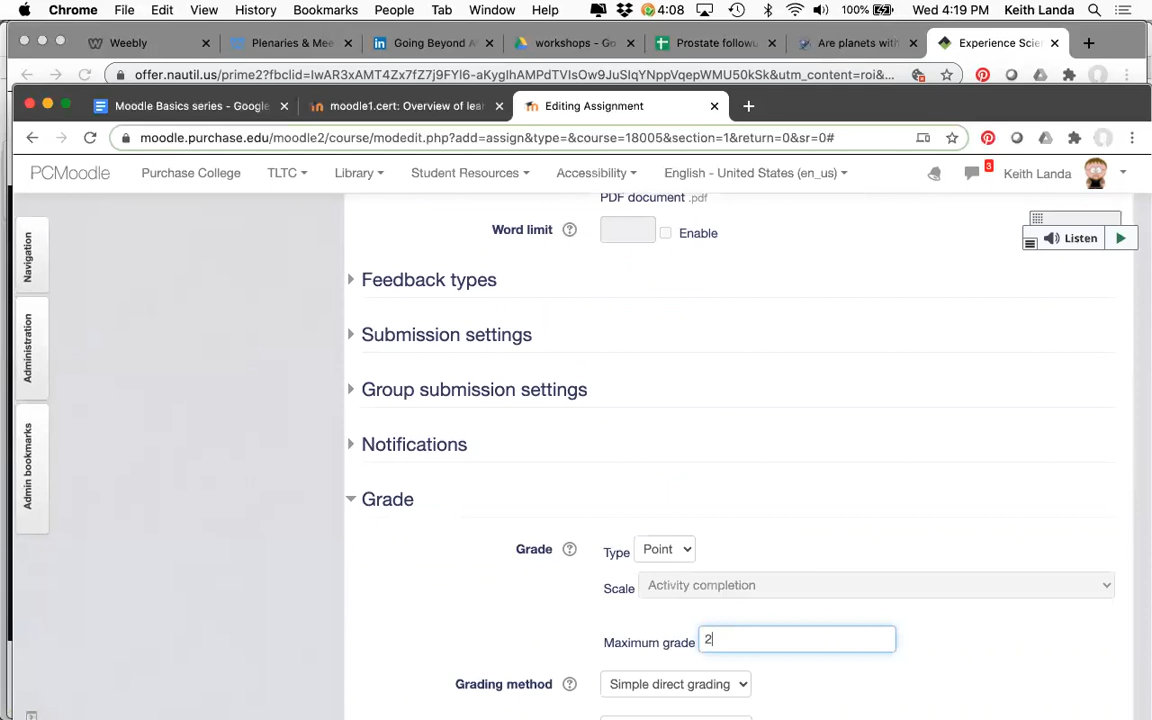 Chrome File Edit View History Bookmarks People Tab Window Help 4:08 100% Wed 4:19 PM Keith Landa
Weebly Plenaries & Mee Going Beyond A workshops - Go Prostate followu Are planets with Experience Scien
offer.nautil.us/prime2?fbclid=IwAR3xAMT4Zx7fZ7j9FYI6-aKygIhAMPdTVIsOw9JuSIqYNppVqepWMU50kSk&utm_content=roi&...
Moodle Basics series - Google moodle1.cert: Overview of lear Editing Assignment
moodle.purchase.edu/moodle2/course/modedit.php?add=assign&type=&course=18005&section=1&return=0&sr=0#
PCMoodle Purchase College TLTC Library Student Resources Accessibility English - United States (en_us) 3 Keith Landa
PDF document .pdf
Word limit Enable
Listen
Navigation
Administration
Admin bookmarks
Feedback types
Submission settings
Group submission settings
Notifications
Grade
Grade Type Point
Scale Activity completion
Maximum grade 2
Grading method Simple direct grading